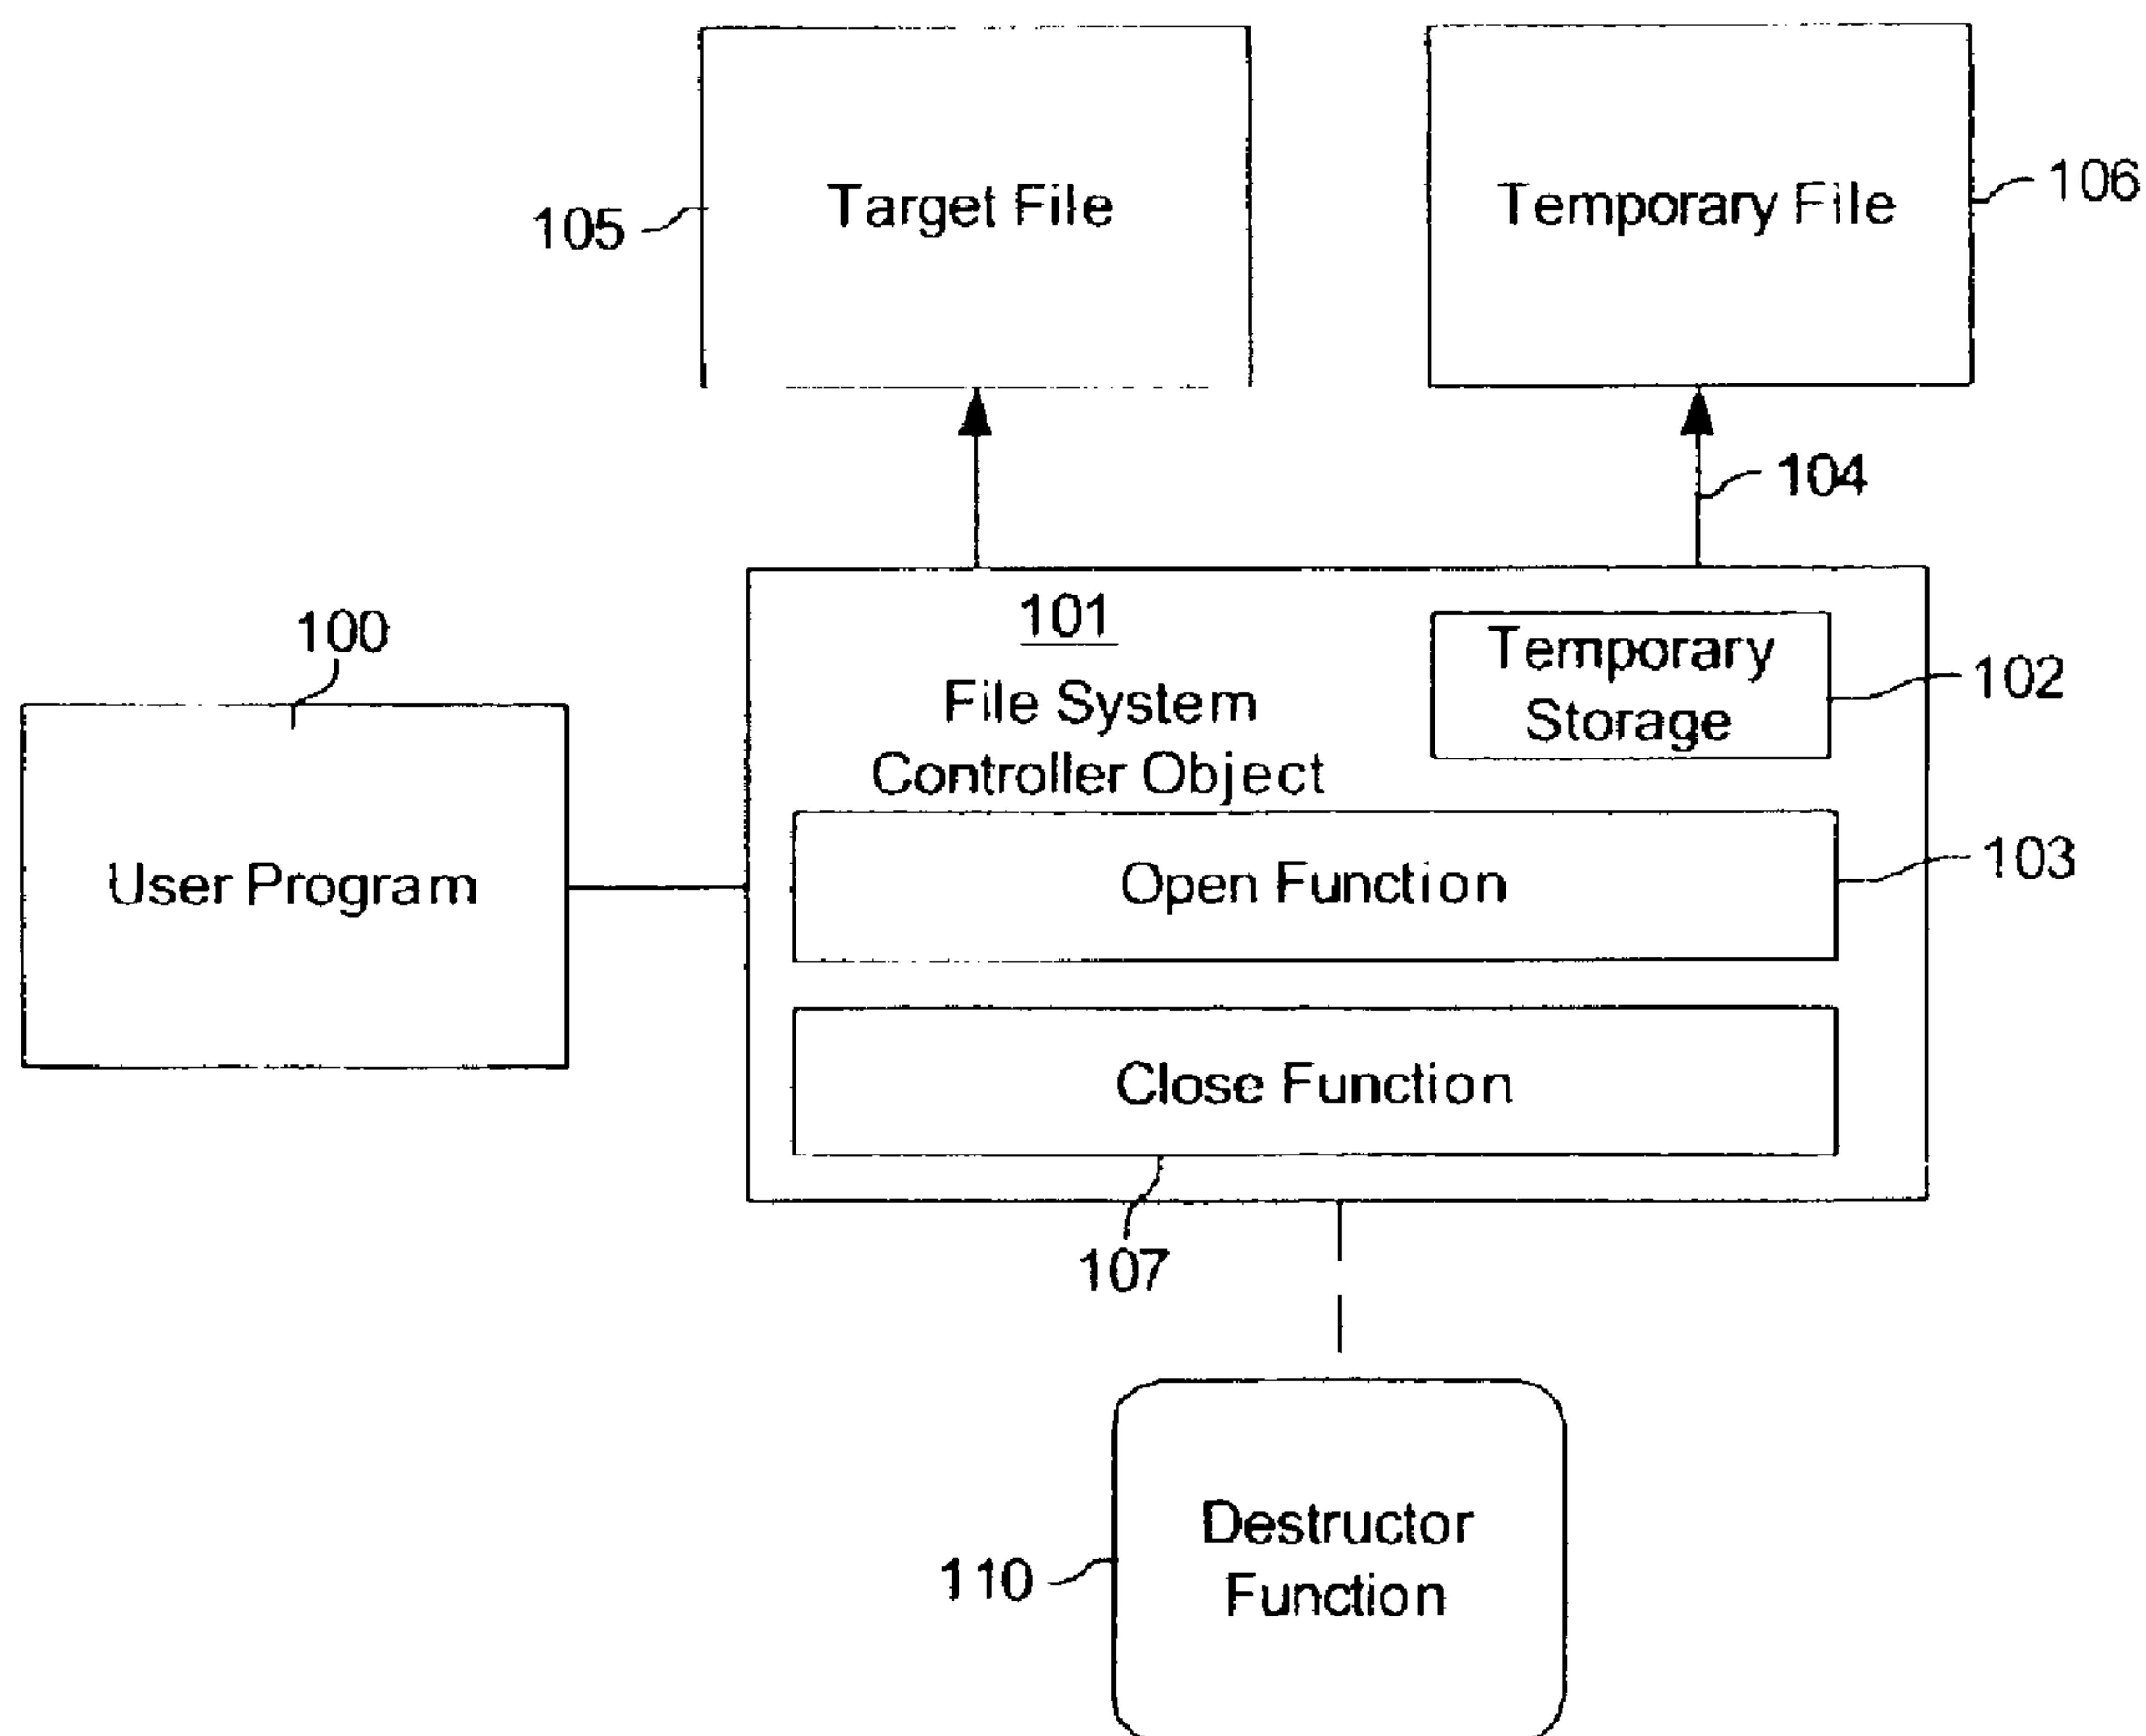 Target File
105
Temporary File
106
104
100
User Program
101
File System
Controller Object
Temporary
Storage
102
Open Function
103
Close Function
107
Destructor
Function
110